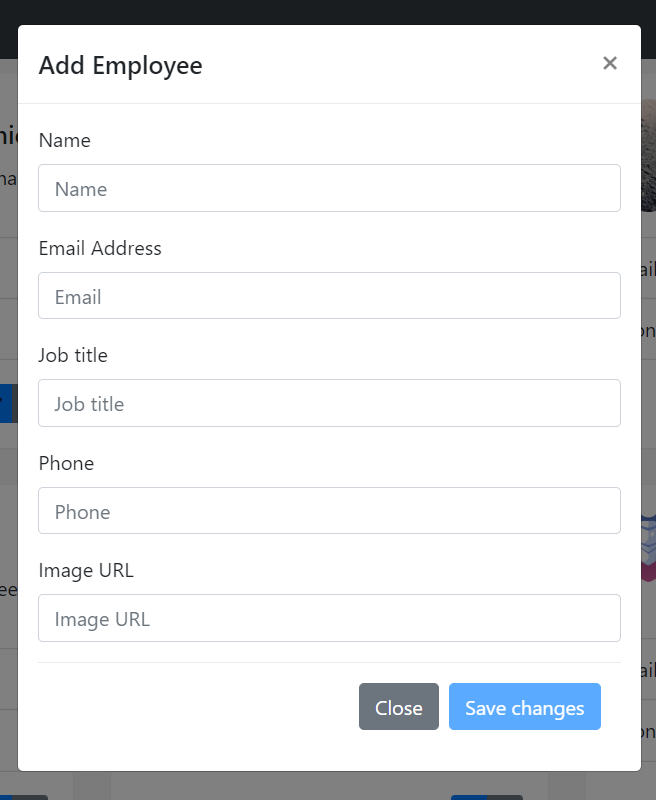 Add Employee
×
Name
Name
Email Address
Email
Job title
Job title
Phone
Phone
Image URL
Image URL
Close
Save changes